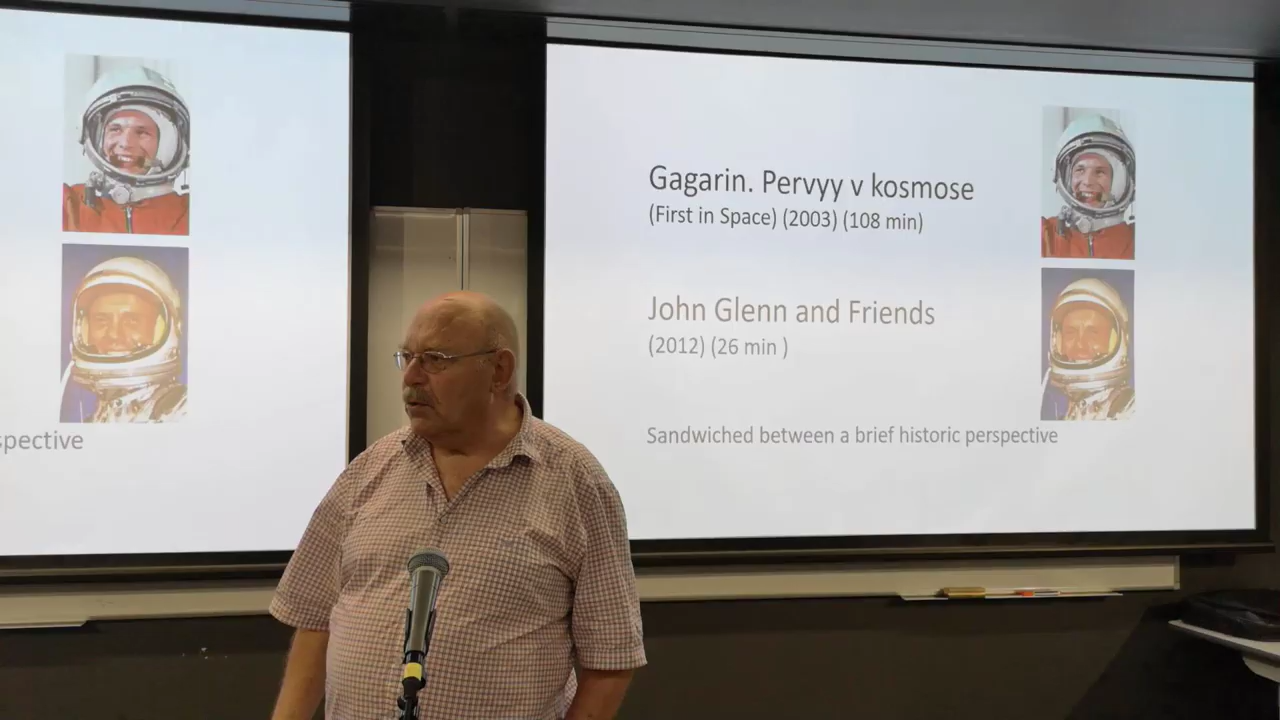 spective
Gagarin. Pervyy v kosmose
(First in Space) (2003) (108 min)
John Glenn and Friends
(2012) (26 min )
Sandwiched between a brief historic perspective